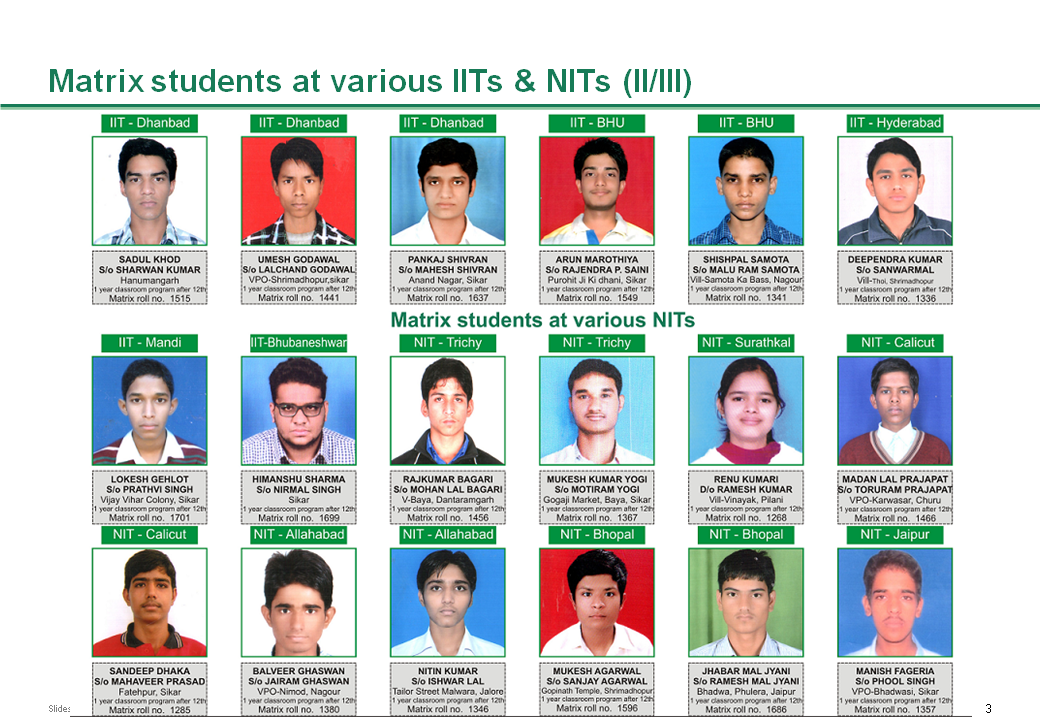 Matrix students at various IITs & NITs (II/III)
IIT - Dhanbad
IIT - Dhanbad
IIT - Dhanbad
IIT - BHU
IIT - BHU
IIT - Hyderabad
SADUL KHOD
S/o SHARWAN KUMAR
Hanumangarh
1 year classroom program after 12th
Matrix roll no. 1515
UMESH GODAWAL
S/o LALCHAND GODAWAL
VPO-Shrimadhopur,sikar
1 year classroom program after 12th
Matrix roll no. 1441
PANKAJ SHIVRAN
S/o MAHESH SHIVRAN
Anand Nagar, Sikar
1 year classroom program after 12th
Matrix roll no. 1637
ARUN MAROTHIYA
S/o RAJENDRA P. SAINI
Purohit Ji Ki dhani, Sikar
1 year classroom program after 12th
Matrix roll no. 1549
SHISHPAL SAMOTA
S/o MALU RAM SAMOTA
Vill-Samota Ka Bass, Nagour
1 year classroom program after 12th
Matrix roll no. 1341
DEEPENDRA KUMAR
S/o SANWARMAL
Vill-Thoi, Shrimadhopur
1 year classroom program after 12th
Matrix roll no. 1336
Matrix students at various NITs
IIT - Mandi
IIT-Bhubaneshwar
NIT - Trichy
NIT - Trichy
NIT - Surathkal
NIT - Calicut
LOKESH GEHLOT
S/o PRATHVI SINGH
Vijay Vihar Colony, Sikar
1 year classroom program after 12th
Matrix roll no. 1701
HIMANSHU SHARMA
S/o NIRMAL SINGH
Sikar
1 year classroom program after 12th
Matrix roll no. 1699
RAJKUMAR BAGARI
S/o MOHAN LAL BAGARI
V-Baya, Dantaramgarh
1 year classroom program after 12th
Matrix roll no. 1456
MUKESH KUMAR YOGI
S/o MOTIRAM YOGI
Gogaji Market, Baya, Sikar
1 year classroom program after 12th
Matrix roll no. 1367
RENU KUMARI
D/o RAMESH KUMAR
Vill-Vinayak, Pilani
1 year classroom program after 12th
Matrix roll no. 1268
MADAN LAL PRAJAPAT
S/o TORURAM PRAJAPAT
VPO-Karwasar, Churu
1 year classroom program after 12th
Matrix roll no. 1466
NIT - Calicut
NIT - Allahabad
NIT - Allahabad
NIT - Bhopal
NIT - Bhopal
NIT - Jaipur
SANDEEP DHAKA
S/o MAHAVEER PRASAD
Fatehpur, Sikar
1 year classroom program after 12th
Matrix roll no. 1285
BALVEER GHASWAN
S/o JAIRAM GHASWAN
VPO-Nimod, Nagour
1 year classroom program after 12th
Matrix roll no. 1380
NITIN KUMAR
S/o ISHWAR LAL
Tailor Street Malwara, Jalore
1 year classroom program after 12th
Matrix roll no. 1346
MUKESH AGARWAL
S/o SANJAY AGARWAL
Gopinath Temple, Shrimadhopur
1 year classroom program after 12th
Matrix roll no. 1596
JHABAR MAL JYANI
S/o RAMESH MAL JYANI
Bhadwa, Phulera, Jaipur
1 year classroom program after 12th
Matrix roll no. 1686
MANISH FAGERIA
S/o PHOOL SINGH
VPO-Bhadwasi, Sikar
1 year classroom program after 12th
Matrix roll no. 1357
Slides
3